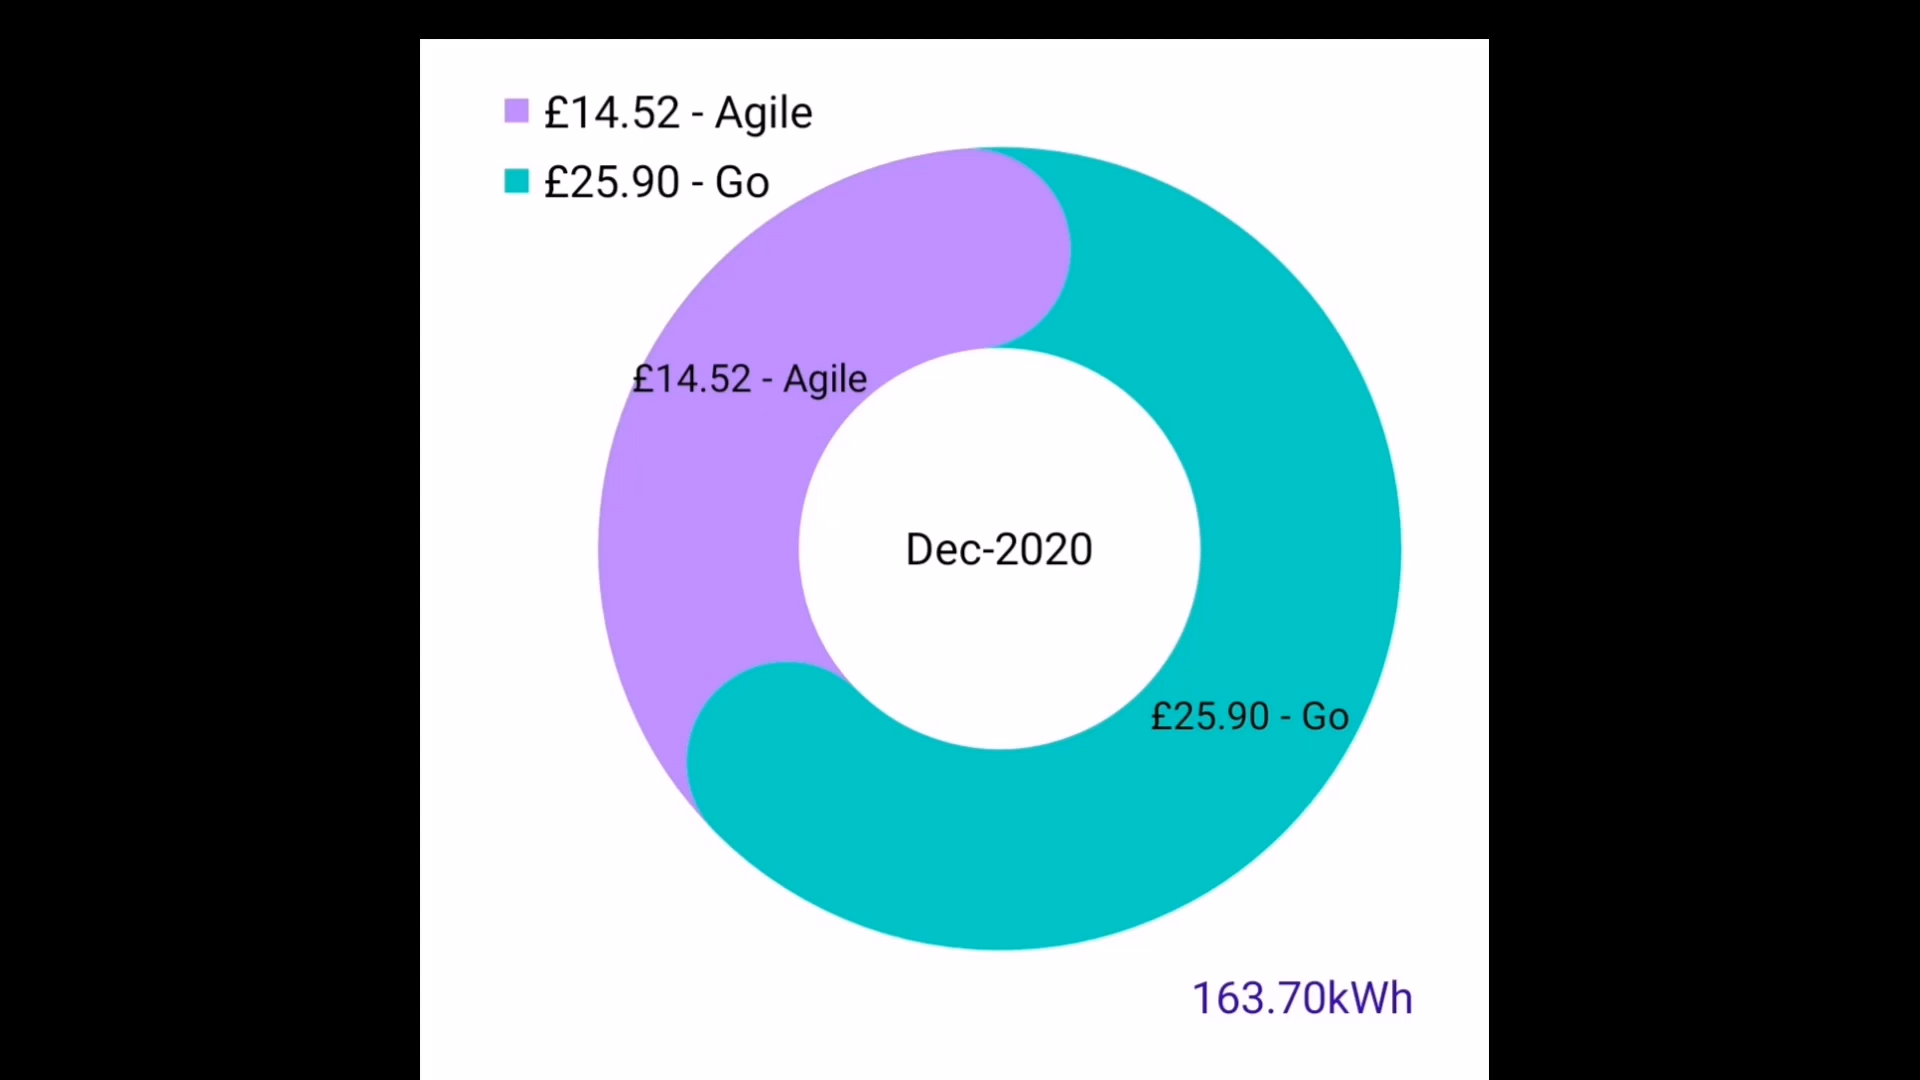 £14.52 - Agile
£25.90 - Go
£14.52 - Agile
Dec-2020
£25.90 - Go
163.70kWh